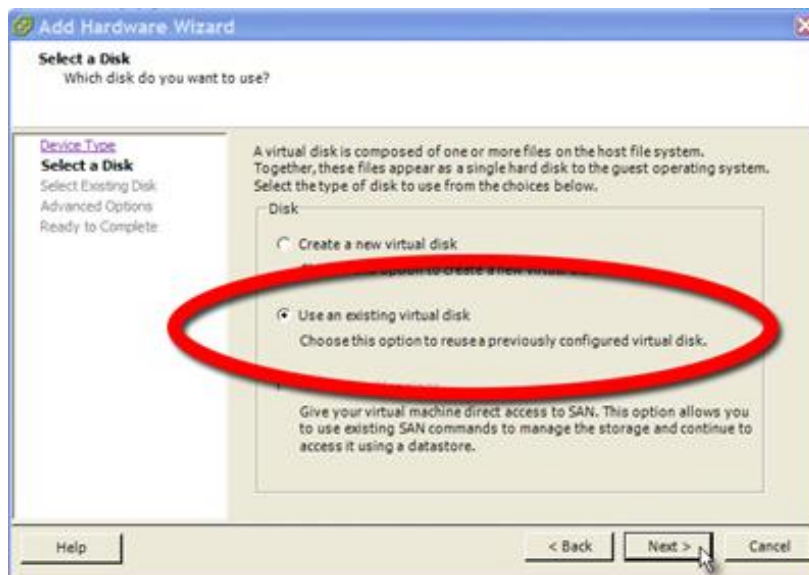 Add Hardware Wizard
Select a Disk
Which disk do you want to use?
Device Type
Select a Disk
Select Existing Disk
Advanced Options
Ready to Complete
A virtual disk is composed of one or more files on the host file system.
Together, these files appear as a single hard disk to the guest operating system.
Select the type of disk to use from the choices below.
Disk
Create a new virtual disk
option to create a new
Use an existing virtual disk
Choose this option to reuse a previously configured virtual disk.
Give your virtual machine direct access to SAN. This option allows you
to use existing SAN commands to manage the storage and continue to
access it using a datastore.
Help
< Back
Next >
Cancel